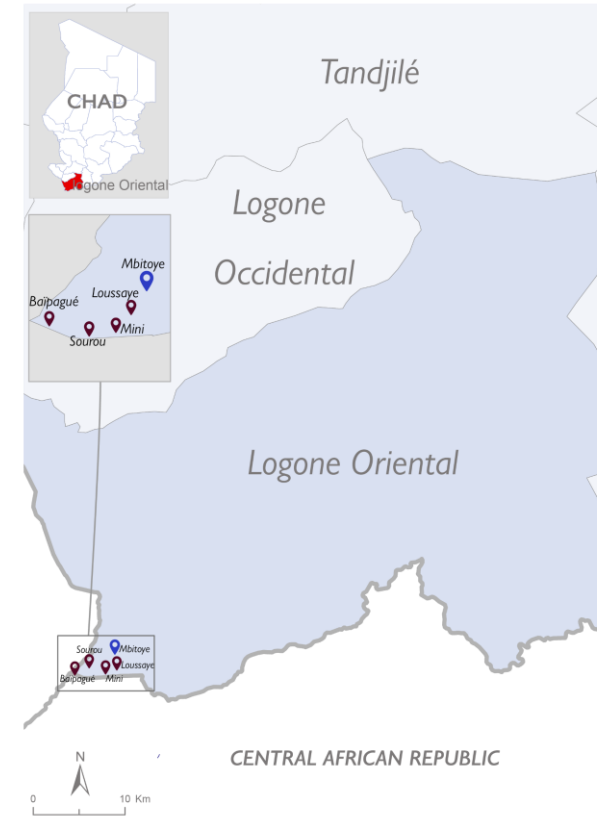 Tandjilé
CHAD
logone Oriental
Logone
Occidental
Mbitoye
Loussaye
Baïpagué
Mini
Sourou
Logone Oriental
Sourou
Mbitoye
Loussaye
Baïpagué
Mini
CENTRAL AFRICAN REPUBLIC
N
0 10 Km